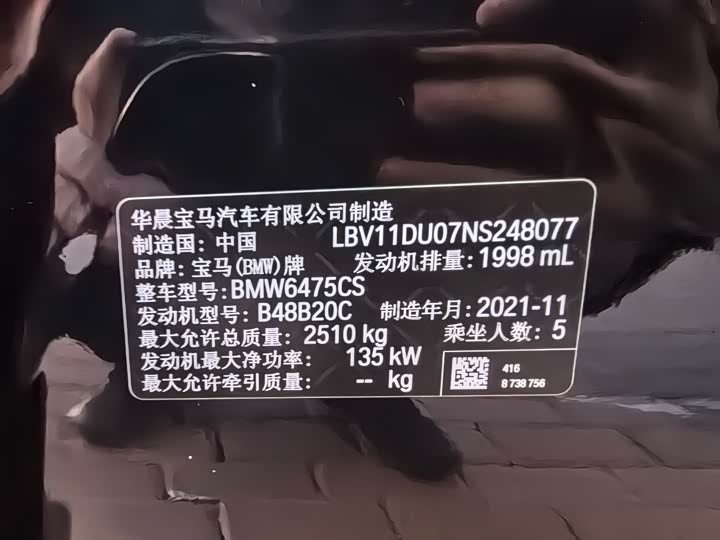 华晨宝马汽车有限公司制造
制造国：中国 LBV11DU07NS248077
品牌：宝马(BMW)牌 发动机排量：1998 mL
整车型号：BMW6475CS
发动机型号：B48B20C 制造年月：2021-11
最大允许总质量：2510 kg 乘坐人数：5
发动机最大净功率：135 kW
最大允许牵引质量：-- kg
416
8 738 756